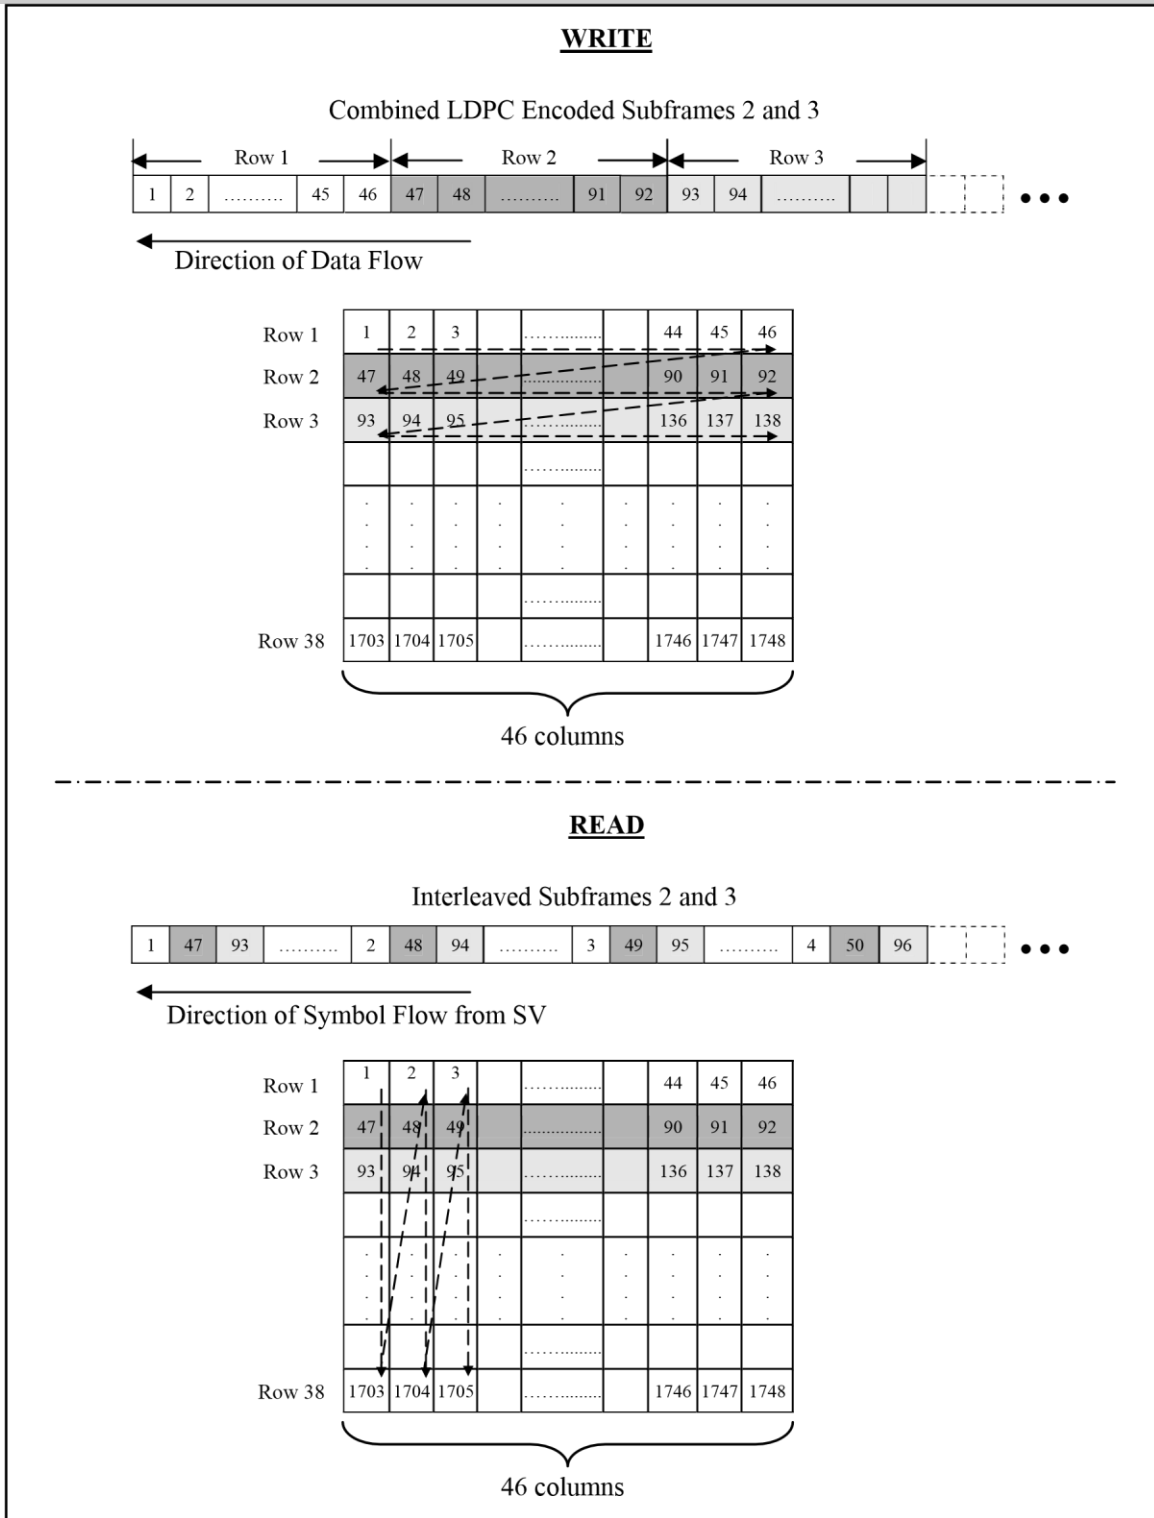 WRITE
Combined LDPC Encoded Subframes 2 and 3
Row 1 Row 2 Row 3
1 2 .......... 45 46 47 48 .......... 91 92 93 94 ..........
Direction of Data Flow
Row 1 1 2 3 .............. 44 45 46
Row 2 47 48 49 .............. 90 91 92
Row 3 93 94 95 .............. 136 137 138
..............
..............
Row 38 1703 1704 1705 .............. 1746 1747 1748
46 columns
READ
Interleaved Subframes 2 and 3
1 47 93 .......... 2 48 94 .......... 3 49 95 .......... 4 50 96
Direction of Symbol Flow from SV
Row 1 1 2 3 .............. 44 45 46
Row 2 47 48 49 .............. 90 91 92
Row 3 93 94 95 .............. 136 137 138
..............
..............
Row 38 1703 1704 1705 .............. 1746 1747 1748
46 columns